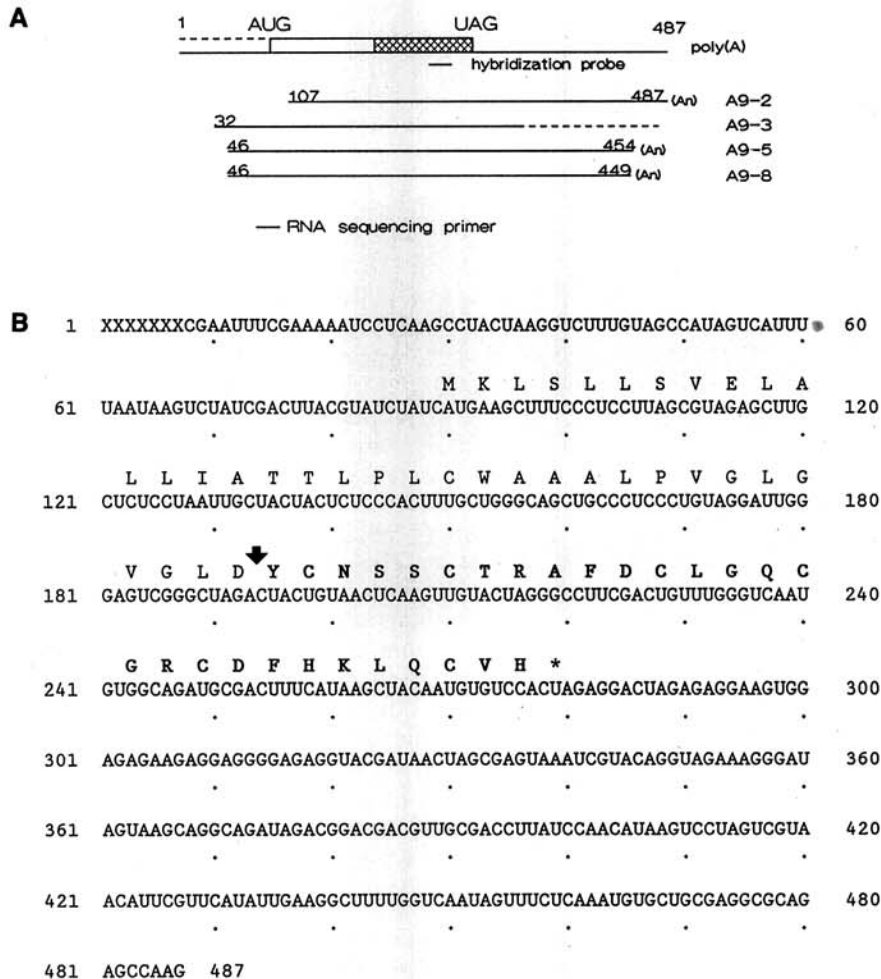 A
1 AUG UAG 487
poly(A)
hybridization probe
107 487 (An) A9-2
32 A9-3
46 454 (An) A9-5
46 449 (An) A9-8
RNA sequencing primer
B
1 XXXXXXXCGAAUUUCGAAAAAUCCUCAAGCCUACUAAGGUCUUUGUAGCCAUAGUCAUUU 60
M K L S L L S V E L A
61 UAAUAAGUCUAUCGACUUACGUAUCUAUCAUGAAGCUUUCCCUCCUUAGCGUAGAGCUUG 120
L L I A T T L P L C W A A A L P V G L G
121 CUCUCCUAAUUGCUACUACUCUCCCACUUUGCUGGGCAGCUGCCCUCCCUGUAGGAUUGG 180
V G L D Y C N S S C T R A F D C L G Q C
181 GAGUCGGGCUAGACUACUGUAACUCAAGUUGUACUAGGGCCUUCGACUGUUUGGGUCAAU 240
G R C D F H K L Q C V H *
241 GUGGCAGAUGCGACUUUCAUAAGCUACAAUGUGUCCACUAGAGGACUAGAGAGGAAGUGG 300
301 AGAGAAGAGGAGGGGAGAGGUACGAUAACUAGCGAGUAAAUCGUACAGGUAGAAAGGGAU 360
361 AGUAAGCAGGCAGAUAGACGGACGACGUUGCGACCUUAUCCAACAUAAGUCCUAGUCGUA 420
421 ACAUUCGUUCAUAUUGAAGGCUUUUGGUCAAUAGUUUCUCAAAUGUGCUGCGAGGCGCAG 480
481 AGCCAAG 487